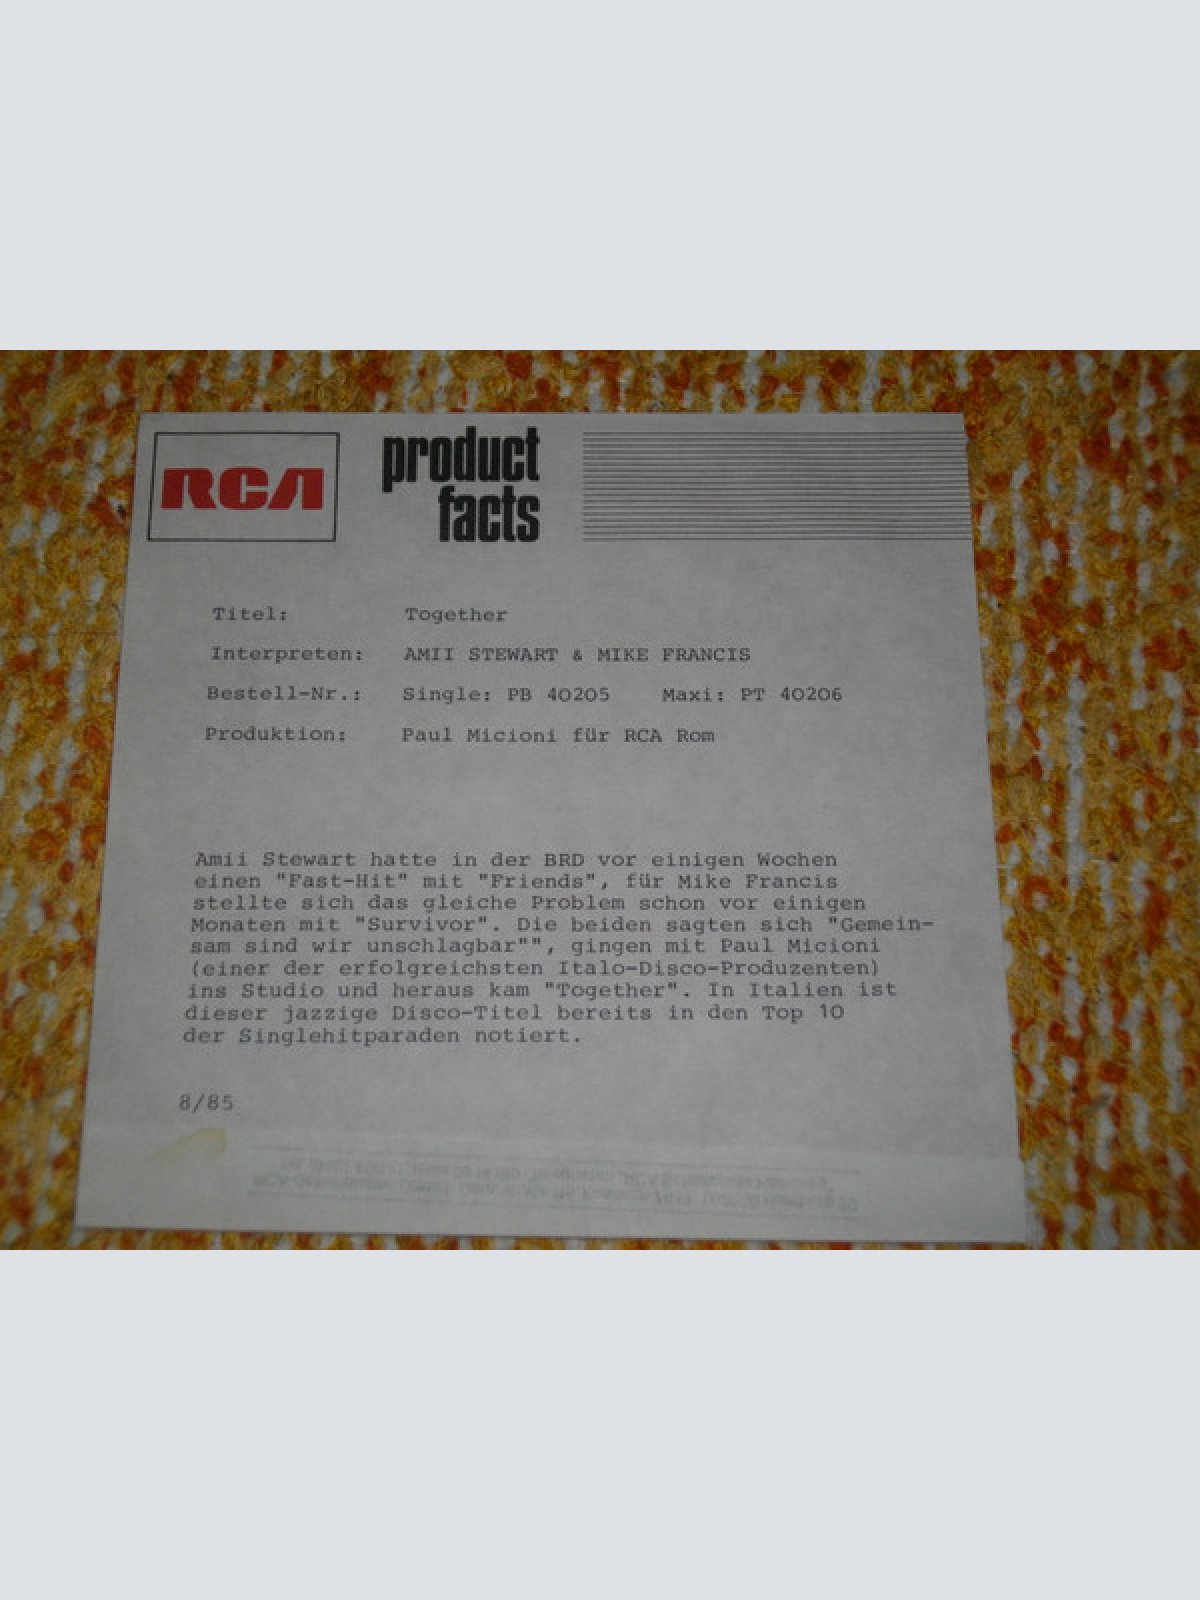 RCA
product
facts
Titel: Together
Interpreten: AMII STEWART & MIKE FRANCIS
Bestell-Nr.: Single: PB 40205 Maxi: PT 40206
Produktion: Paul Micioni für RCA Rom
Amii Stewart hatte in der BRD vor einigen Wochen
einen "Fast-Hit" mit "Friends", für Mike Francis
stellte sich das gleiche Problem schon vor einigen
Monaten mit "Survivor". Die beiden sagten sich "Gemein-
sam sind wir unschlagbar"", gingen mit Paul Micioni
(einer der erfolgreichsten Italo-Disco-Produzenten)
ins Studio und heraus kam "Together". In Italien ist
dieser jazzige Disco-Titel bereits in den Top 10
der Singlehitparaden notiert.
8/85